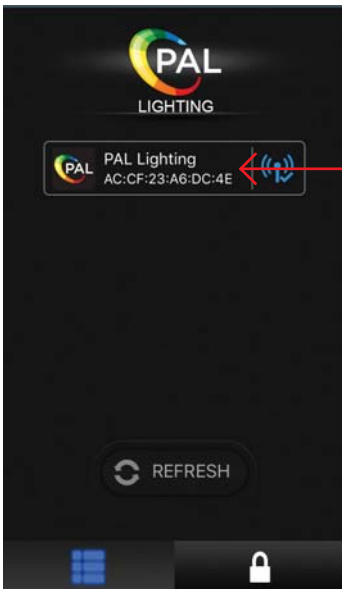 PAL
LIGHTING
PAL
PAL Lighting
AC:CF:23:A6:DC:4E
REFRESH